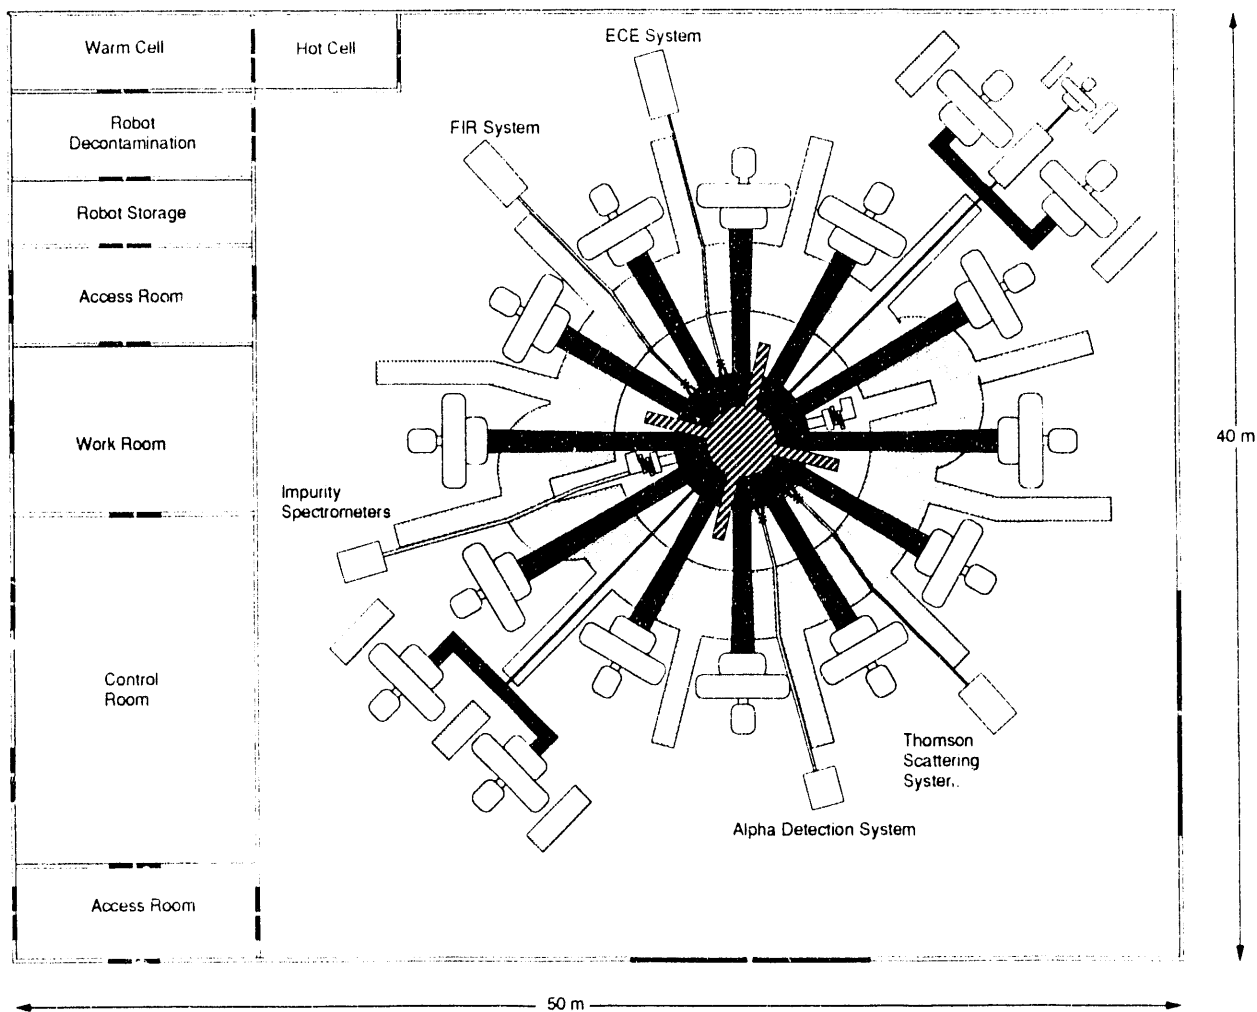 Warm Cell
Hot Cell
ECE System
Robot
Decontamination
FIR System
Robot Storage
Access Room
Work Room
40 m
Impurity
Spectrometers
Control
Room
Thomson
Scattering
Alpha Detection System
Access Room
50 m